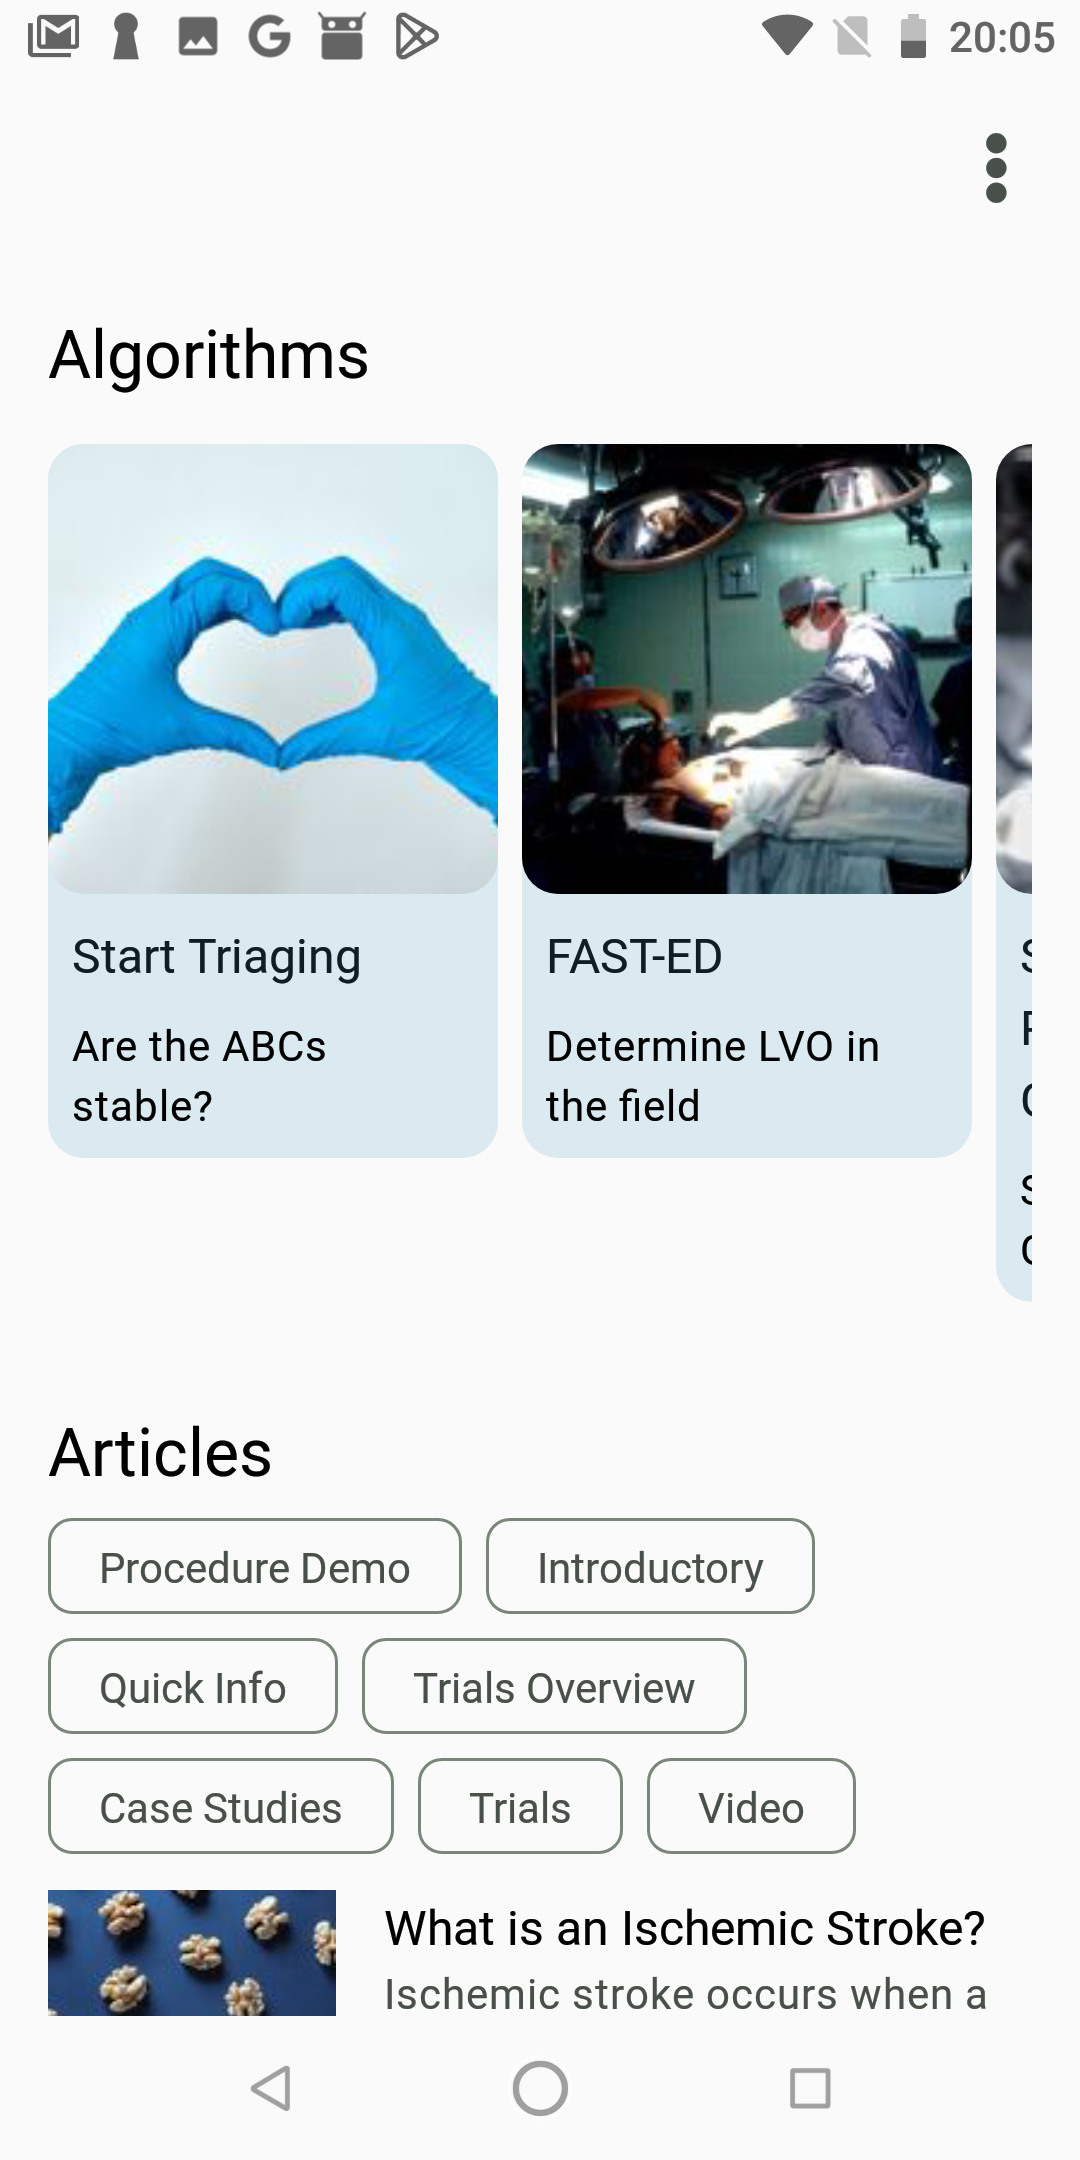 20:05
Algorithms
Start Triaging
Are the ABCs
stable?
FAST-ED
Determine LVO in
the field
Articles
Procedure Demo
Introductory
Quick Info
Trials Overview
Case Studies
Trials
Video
What is an Ischemic Stroke?
Ischemic stroke occurs when a